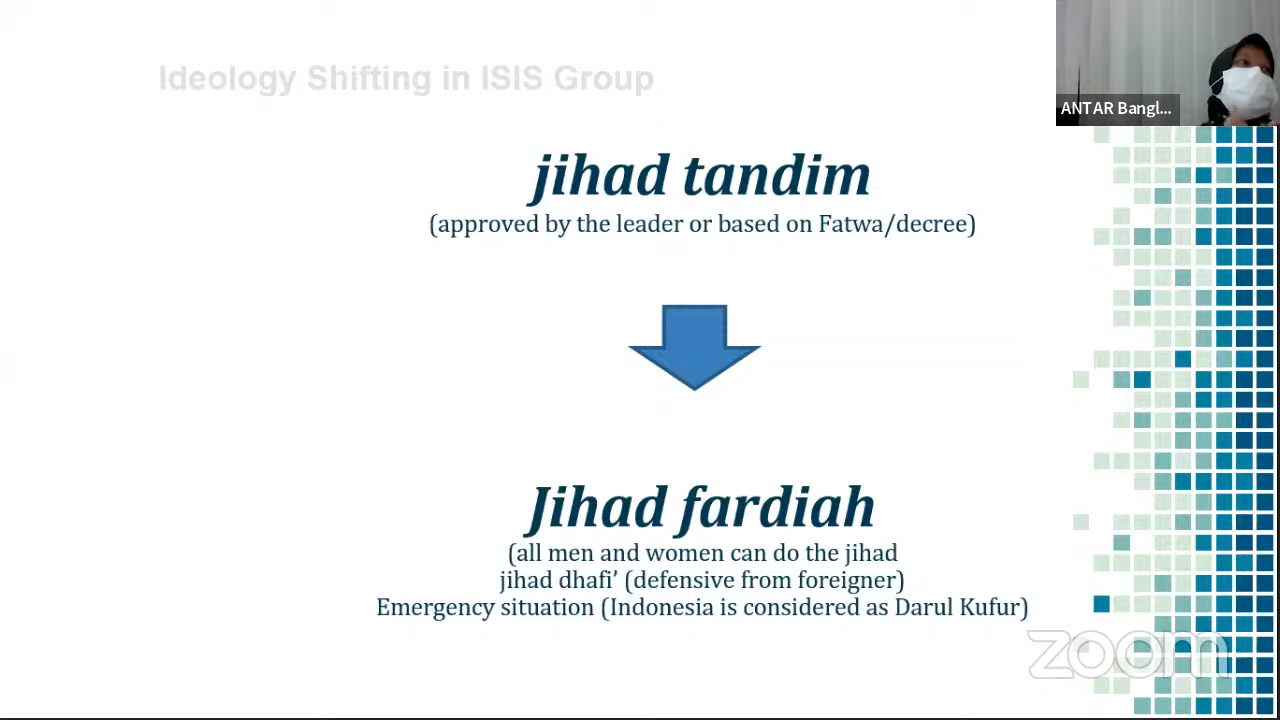 Ideology Shifting in ISIS Group
ANTAR Bangl...
jihad tandim
(approved by the leader or based on Fatwa/decree)
Jihad fardiah
(all men and women can do the jihad
jihad dhafi’ (defensive from foreigner)
Emergency situation (Indonesia is considered as Darul Kufur)
zoom